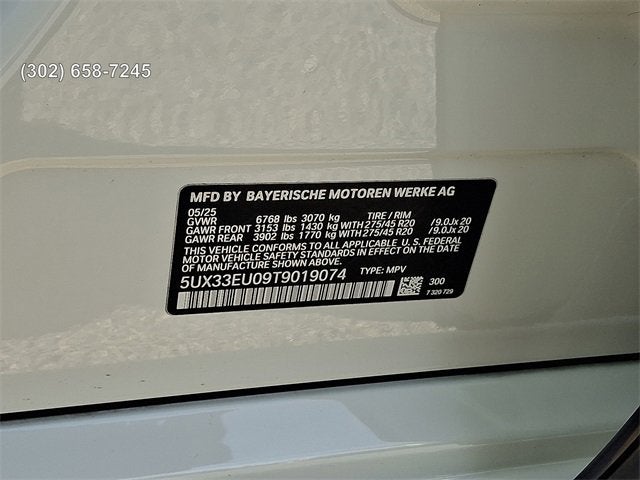 (302) 658-7245
MFD BY BAYERISCHE MOTOREN WERKE AG
05/25
GVWR 6768 lbs 3070 kg TIRE / RIM
GAWR FRONT 3153 lbs 1430 kg WITH 275/45 R20 /9.0Jx 20
GAWR REAR 3902 lbs 1770 kg WITH 275/45 R20 /9.0Jx 20
THIS VEHICLE CONFORMS TO ALL APPLICABLE U.S. FEDERAL
MOTOR VEHICLE SAFETY STANDARDS IN EFFECT ON THE DATE
OF MANUFACTURE SHOWN ABOVE.
5UX33EU09T9019074 TYPE: MPV
300
7 320 729